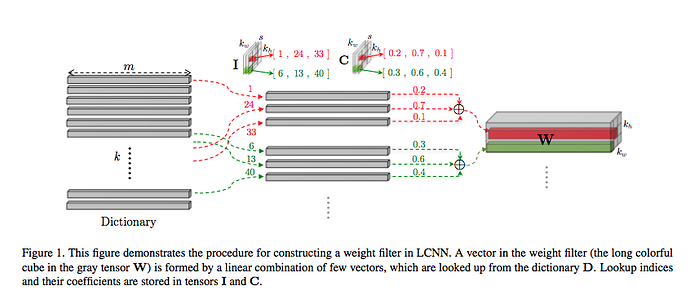 m
k
Dictionary
I
k_w s
k_h
[ 1 , 24 , 33 ]
[ 6 , 13 , 40 ]
C
k_w s
k_h
[ 0.2 , 0.7 , 0.1 ]
[ 0.3 , 0.6 , 0.4 ]
1
24
33
6
13
40
0.2
0.7
0.1
0.3
0.6
0.4
W
k_h
k_w
Figure 1. This figure demonstrates the procedure for constructing a weight filter in LCNN. A vector in the weight filter (the long colorful
cube in the gray tensor W) is formed by a linear combination of few vectors, which are looked up from the dictionary D. Lookup indices
and their coefficients are stored in tensors I and C.